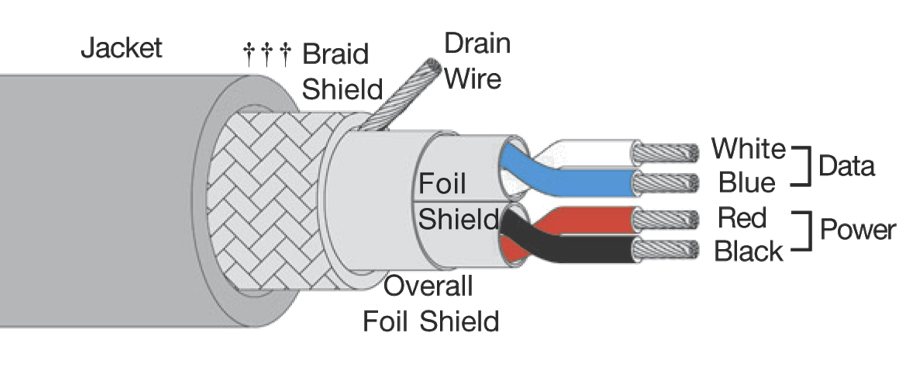 Jacket
††† Braid
Shield
Drain
Wire
Foil
Shield
Overall
Foil Shield
White
Blue
Data
Red
Black
Power